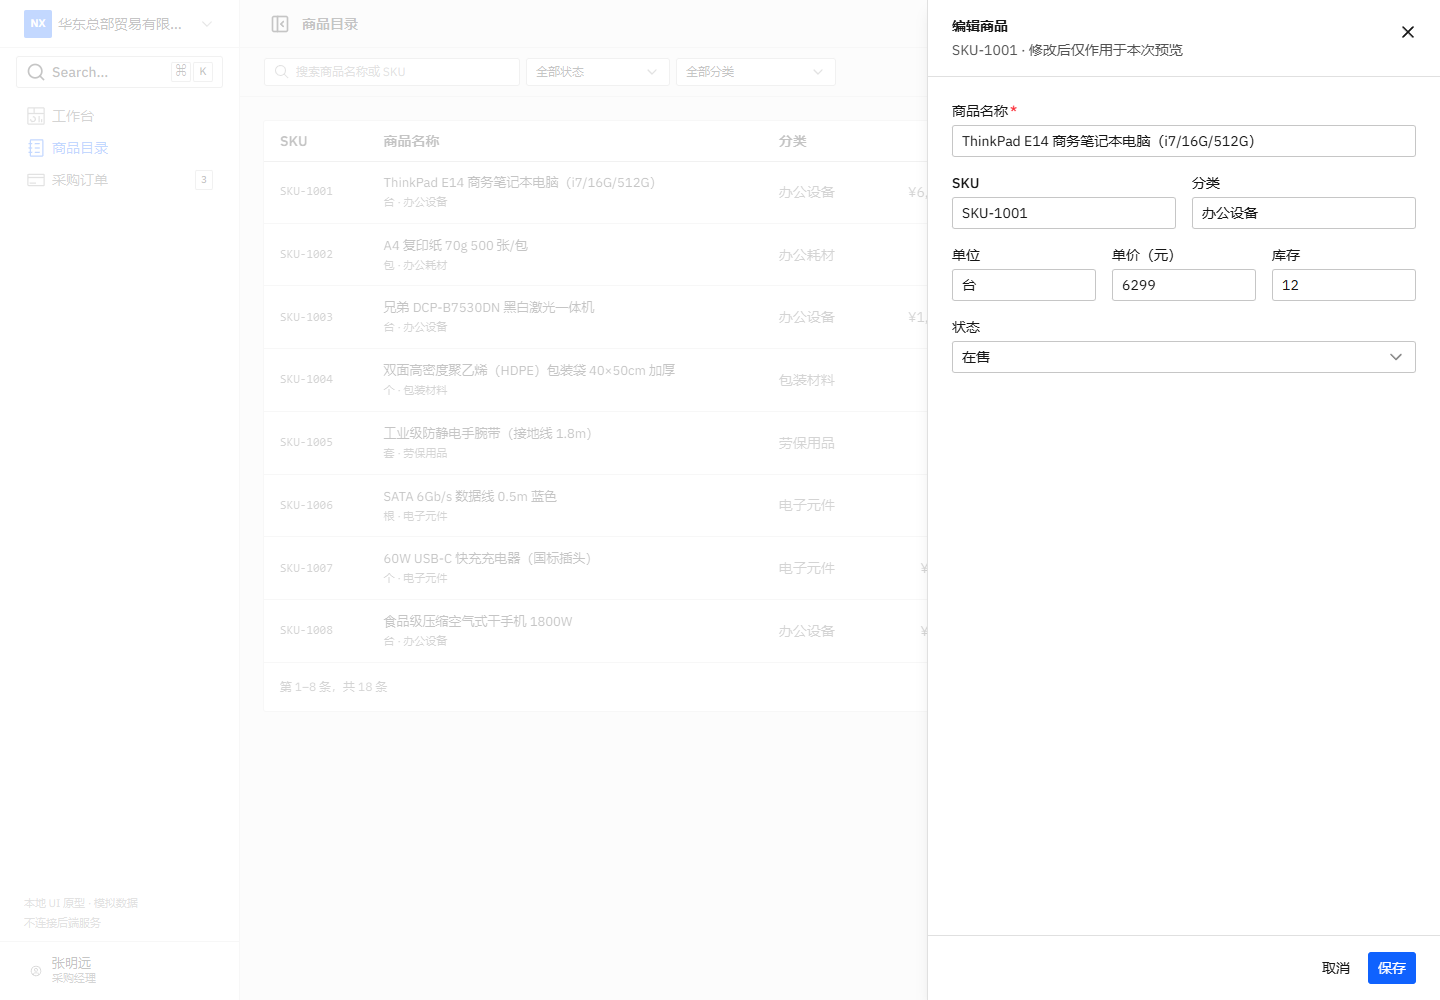 NX 华东总部贸易有限...
Search... ⌘ K
工作台
商品目录
采购订单 3
本地 UI 原型 · 模拟数据
不连接后端服务
张明远
采购经理
商品目录
搜索商品名称或 SKU 全部状态 全部分类
SKU 商品名称 分类
SKU-1001 ThinkPad E14 商务笔记本电脑（i7/16G/512G） 办公设备 ¥6,
台 · 办公设备
SKU-1002 A4 复印纸 70g 500 张/包 办公耗材
包 · 办公耗材
SKU-1003 兄弟 DCP-B7530DN 黑白激光一体机 办公设备 ¥1,
台 · 办公设备
SKU-1004 双面高密度聚乙烯（HDPE）包装袋 40×50cm 加厚 包装材料
个 · 包装材料
SKU-1005 工业级防静电手腕带（接地线 1.8m） 劳保用品
套 · 劳保用品
SKU-1006 SATA 6Gb/s 数据线 0.5m 蓝色 电子元件
根 · 电子元件
SKU-1007 60W USB-C 快充充电器（国标插头） 电子元件 ¥
个 · 电子元件
SKU-1008 食品级压缩空气式干手机 1800W 办公设备 ¥
台 · 办公设备
第 1–8 条，共 18 条
编辑商品
SKU-1001 · 修改后仅作用于本次预览
商品名称*
ThinkPad E14 商务笔记本电脑（i7/16G/512G）
SKU 分类
SKU-1001 办公设备
单位 单价（元） 库存
台 6299 12
状态
在售
取消 保存